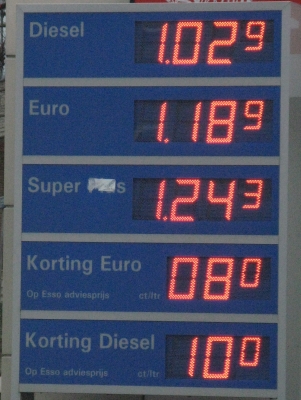 Diesel 1.029
Euro 1.189
Super 1.243
Korting Euro 080
Op Esso adviesprijs ct/ltr
Korting Diesel 100
Op Esso adviesprijs ct/ltr